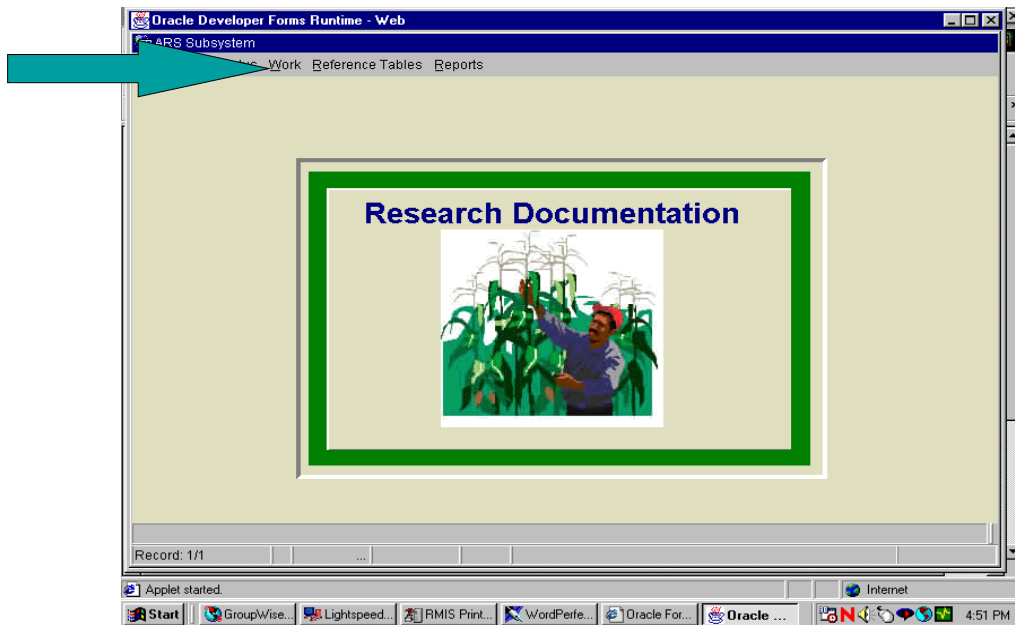 Oracle Developer Forms Runtime - Web
ARS Subsystem
Work Reference Tables Reports
Research Documentation
Record: 1/1 ...
Applet started. Internet
Start GroupWise... Lightspeed... RMIS Print... WordPerfe... Oracle For... Oracle ... 4:51 PM